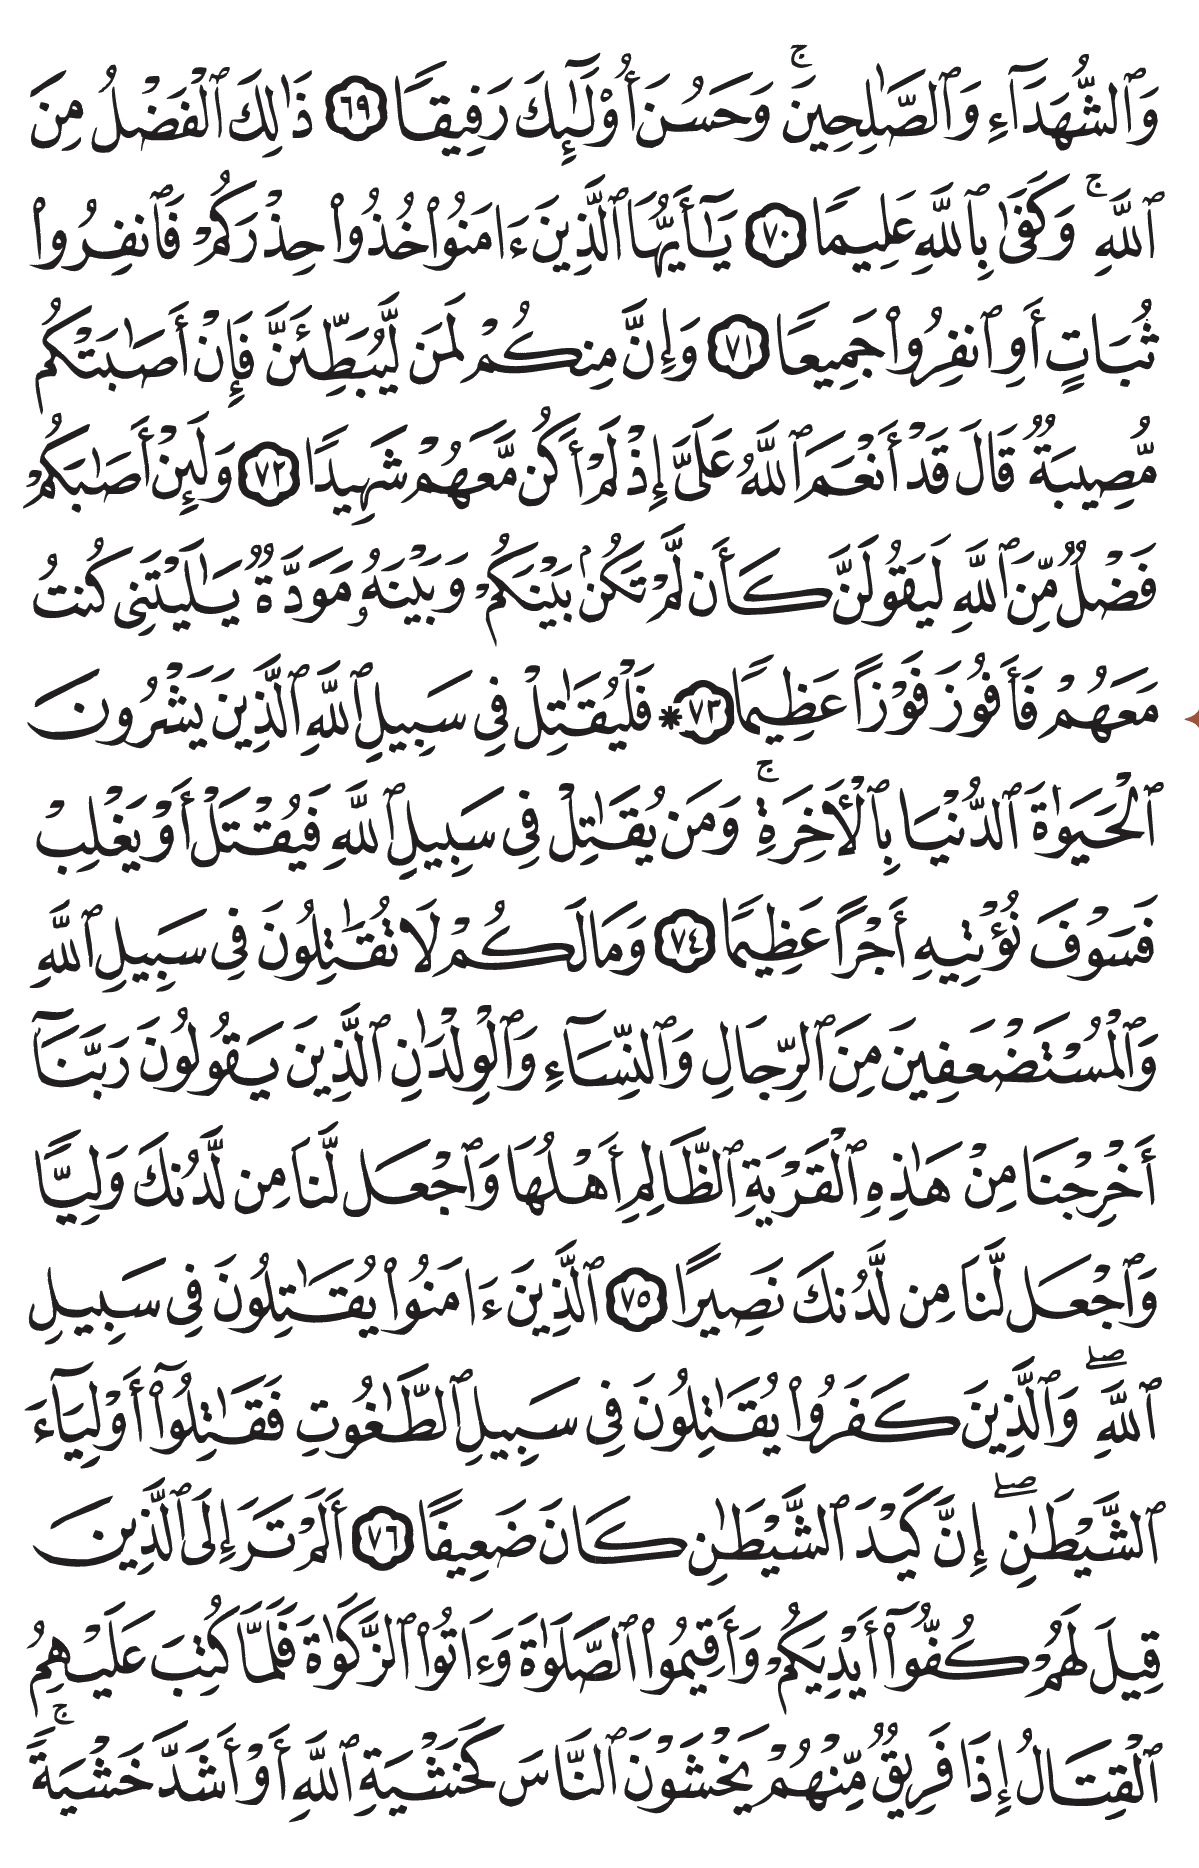 وَٱلشُّهَدَآءِ وَٱلصَّٰلِحِينَۚ وَحَسُنَ أُوْلَٰٓئِكَ رَفِيقٗا ٦٩ ذَٰلِكَ ٱلۡفَضۡلُ مِنَ
ٱللَّهِۚ وَكَفَىٰ بِٱللَّهِ عَلِيمٗا ٧٠ يَٰٓأَيُّهَا ٱلَّذِينَ ءَامَنُواْ خُذُواْ حِذۡرَكُمۡ فَٱنفِرُواْ
ثُبَاتٍ أَوِ ٱنفِرُواْ جَمِيعٗا ٧١ وَإِنَّ مِنكُمۡ لَمَن لَّيُبَطِّئَنَّ فَإِنۡ أَصَٰبَتۡكُم
مُّصِيبَةٞ قَالَ قَدۡ أَنۡعَمَ ٱللَّهُ عَلَيَّ إِذۡ لَمۡ أَكُن مَّعَهُمۡ شَهِيدٗا ٧٢ وَلَئِنۡ أَصَٰبَكُمۡ
فَضۡلٞ مِّنَ ٱللَّهِ لَيَقُولَنَّ كَأَن لَّمۡ تَكُنۢ بَيۡنَكُمۡ وَبَيۡنَهُۥ مَوَدَّةٞ يَٰلَيۡتَنِي كُنتُ
مَعَهُمۡ فَأَفُوزَ فَوۡزًا عَظِيمٗا ٧٣ ۞ فَلۡيُقَٰتِلۡ فِي سَبِيلِ ٱللَّهِ ٱلَّذِينَ يَشۡرُونَ
ٱلۡحَيَوٰةَ ٱلدُّنۡيَا بِٱلۡأٓخِرَةِۚ وَمَن يُقَٰتِلۡ فِي سَبِيلِ ٱللَّهِ فَيُقۡتَلۡ أَوۡ يَغۡلِبۡ
فَسَوۡفَ نُؤۡتِيهِ أَجۡرًا عَظِيمٗا ٧٤ وَمَا لَكُمۡ لَا تُقَٰتِلُونَ فِي سَبِيلِ ٱللَّهِ
وَٱلۡمُسۡتَضۡعَفِينَ مِنَ ٱلرِّجَالِ وَٱلنِّسَآءِ وَٱلۡوِلۡدَٰنِ ٱلَّذِينَ يَقُولُونَ رَبَّنَآ
أَخۡرِجۡنَا مِنۡ هَٰذِهِ ٱلۡقَرۡيَةِ ٱلظَّالِمِ أَهۡلُهَا وَٱجۡعَل لَّنَا مِن لَّدُنكَ وَلِيّٗا
وَٱجۡعَل لَّنَا مِن لَّدُنكَ نَصِيرًا ٧٥ ٱلَّذِينَ ءَامَنُواْ يُقَٰتِلُونَ فِي سَبِيلِ
ٱللَّهِۖ وَٱلَّذِينَ كَفَرُواْ يُقَٰتِلُونَ فِي سَبِيلِ ٱلطَّٰغُوتِ فَقَٰتِلُوٓاْ أَوۡلِيَآءَ
ٱلشَّيۡطَٰنِۖ إِنَّ كَيۡدَ ٱلشَّيۡطَٰنِ كَانَ ضَعِيفًا ٧٦ أَلَمۡ تَرَ إِلَى ٱلَّذِينَ
قِيلَ لَهُمۡ كُفُّوٓاْ أَيۡدِيَكُمۡ وَأَقِيمُواْ ٱلصَّلَوٰةَ وَءَاتُواْ ٱلزَّكَوٰةَ فَلَمَّا كُتِبَ عَلَيۡهِمُ
ٱلۡقِتَالُ إِذَا فَرِيقٞ مِّنۡهُمۡ يَخۡشَوۡنَ ٱلنَّاسَ كَخَشۡيَةِ ٱللَّهِ أَوۡ أَشَدَّ خَشۡيَةٗۚ